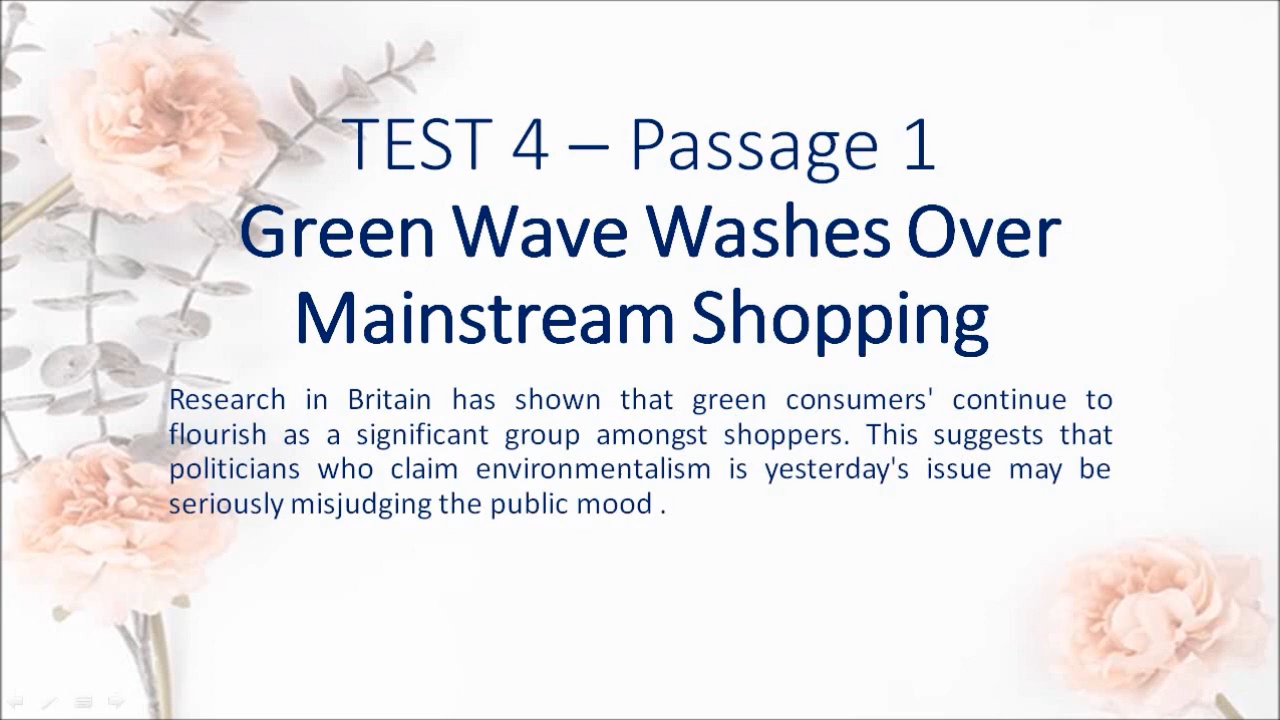 TEST 4 – Passage 1
Green Wave Washes Over
Mainstream Shopping
Research in Britain has shown that green consumers' continue to
flourish as a significant group amongst shoppers. This suggests that
politicians who claim environmentalism is yesterday's issue may be
seriously misjudging the public mood .